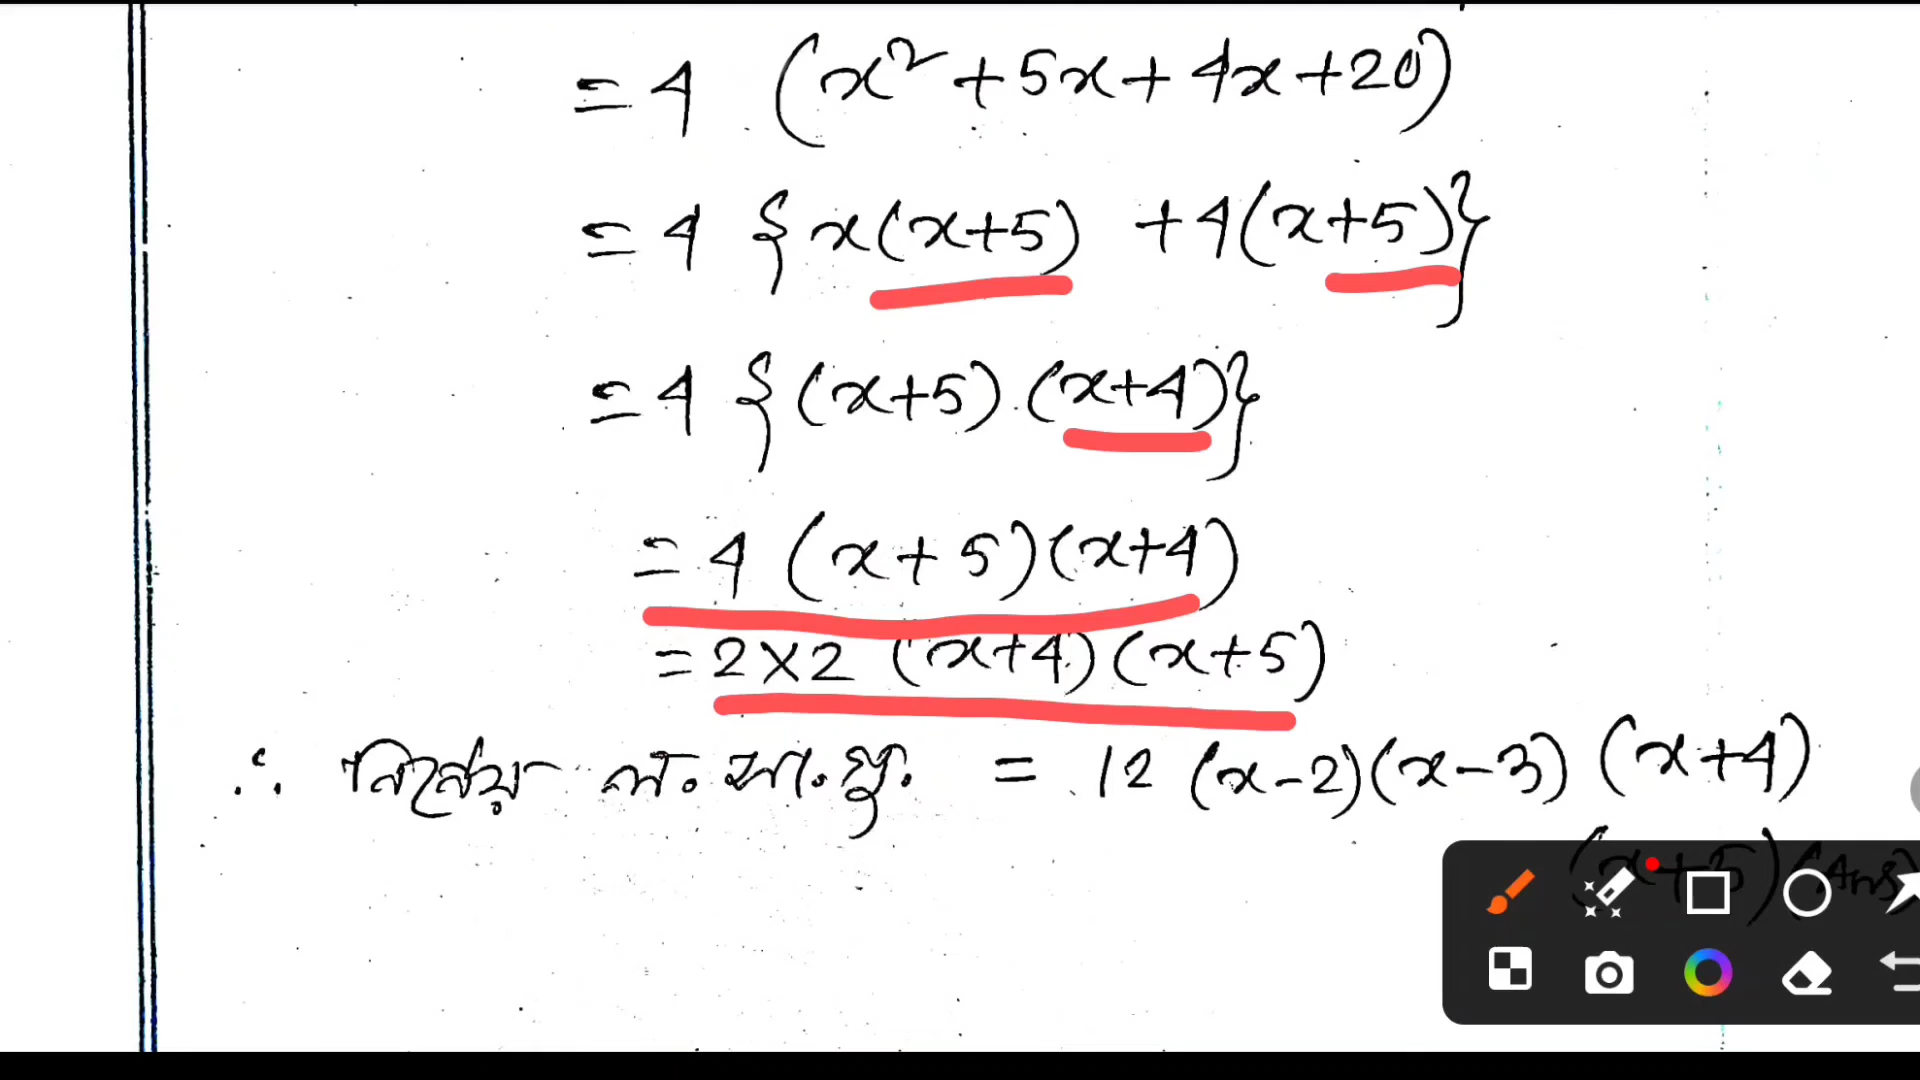 = 4 (x² + 5x + 4x + 20)
= 4 {x(x+5) + 4(x+5)}
= 4 {(x+5) (x+4)}
= 4 (x+5)(x+4)
= 2×2 (x+4)(x+5)
∴ নির্ণেয় ল. সা. গু. = 12 (x-2)(x-3) (x+4)
(x+5) (Ans)